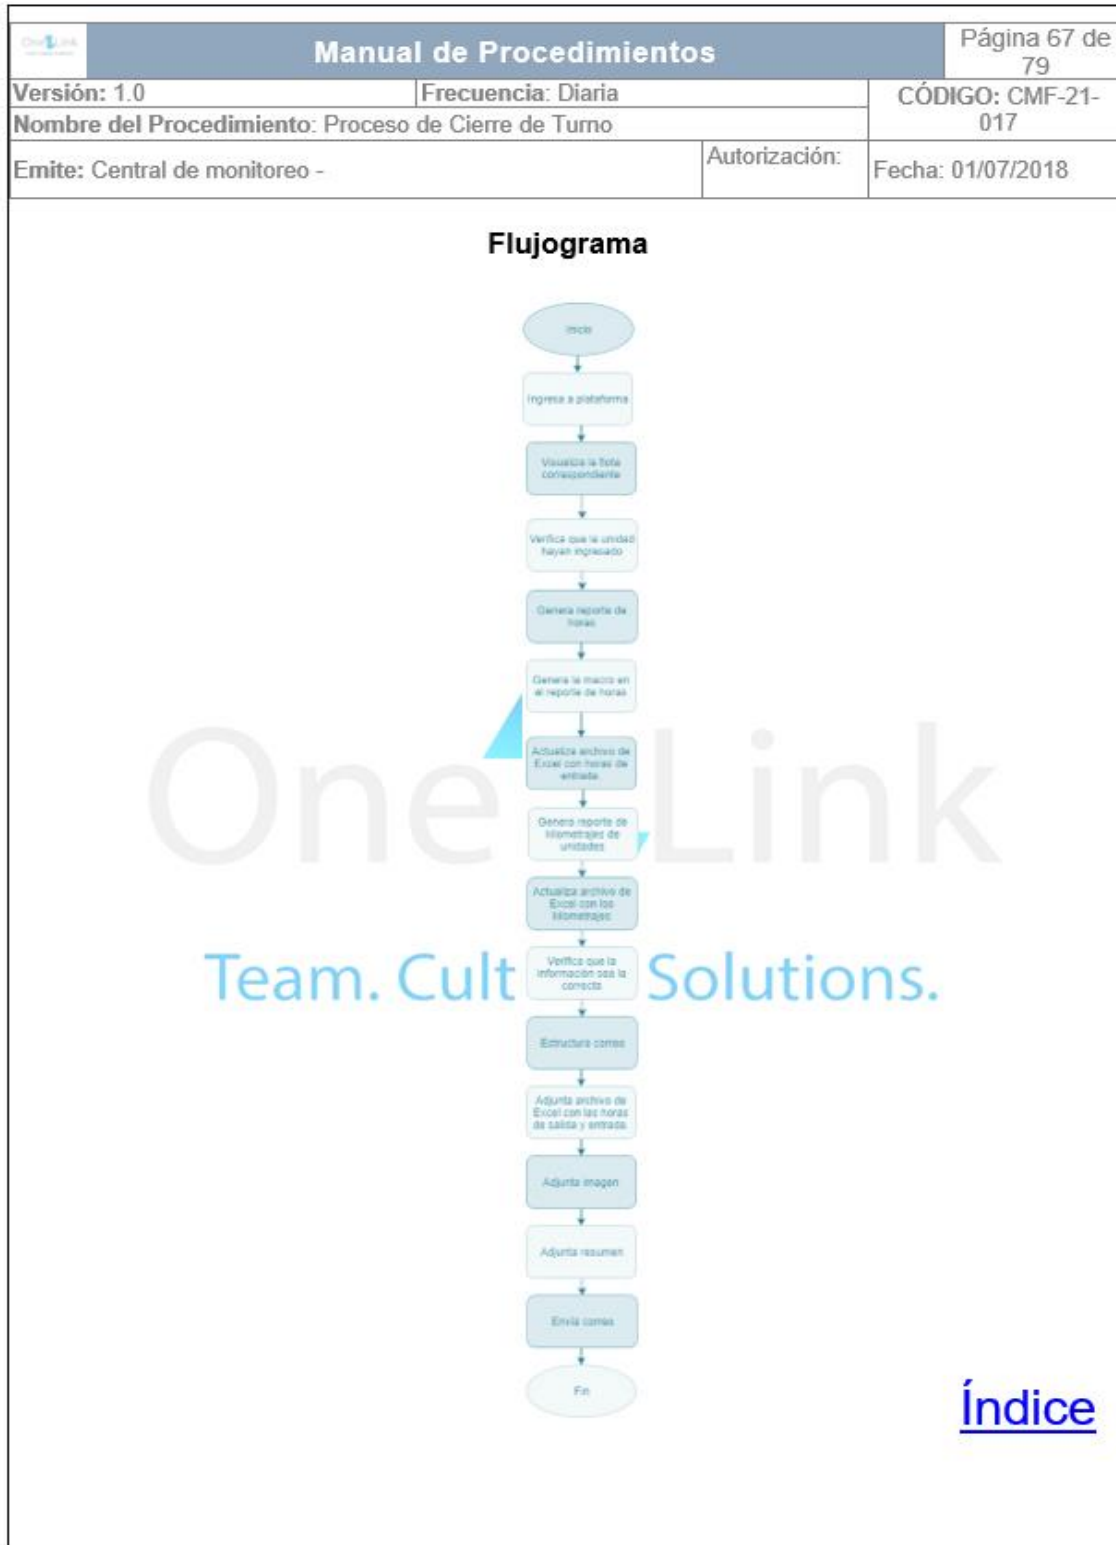 One Link
Manual de Procedimientos
Página 67 de
79
Versión: 1.0
Frecuencia: Diaria
CÓDIGO: CMF-21-
017
Nombre del Procedimiento: Proceso de Cierre de Turno
Emite: Central de monitoreo -
Autorización:
Fecha: 01/07/2018
Flujograma
Inicio
Ingresa a plataforma
Visualiza la flota
correspondiente
Verifica que la unidad
hayan ingresado
Genera reporte de
horas
Genera la macro en
el reporte de horas
Actualiza archivo de
Excel con horas de
entrada.
Genera reporte de
kilometrajes de
unidades
Actualiza archivo de
Excel con los
kilometrajes
Verifica que la
información sea la
correcta
Estructura correo
Adjunta archivo de
Excel con las horas
de salida y entrada.
Adjunta imagen
Adjunta resumen
Envía correo
Fin
One Link
Team. Cult Solutions.
Índice